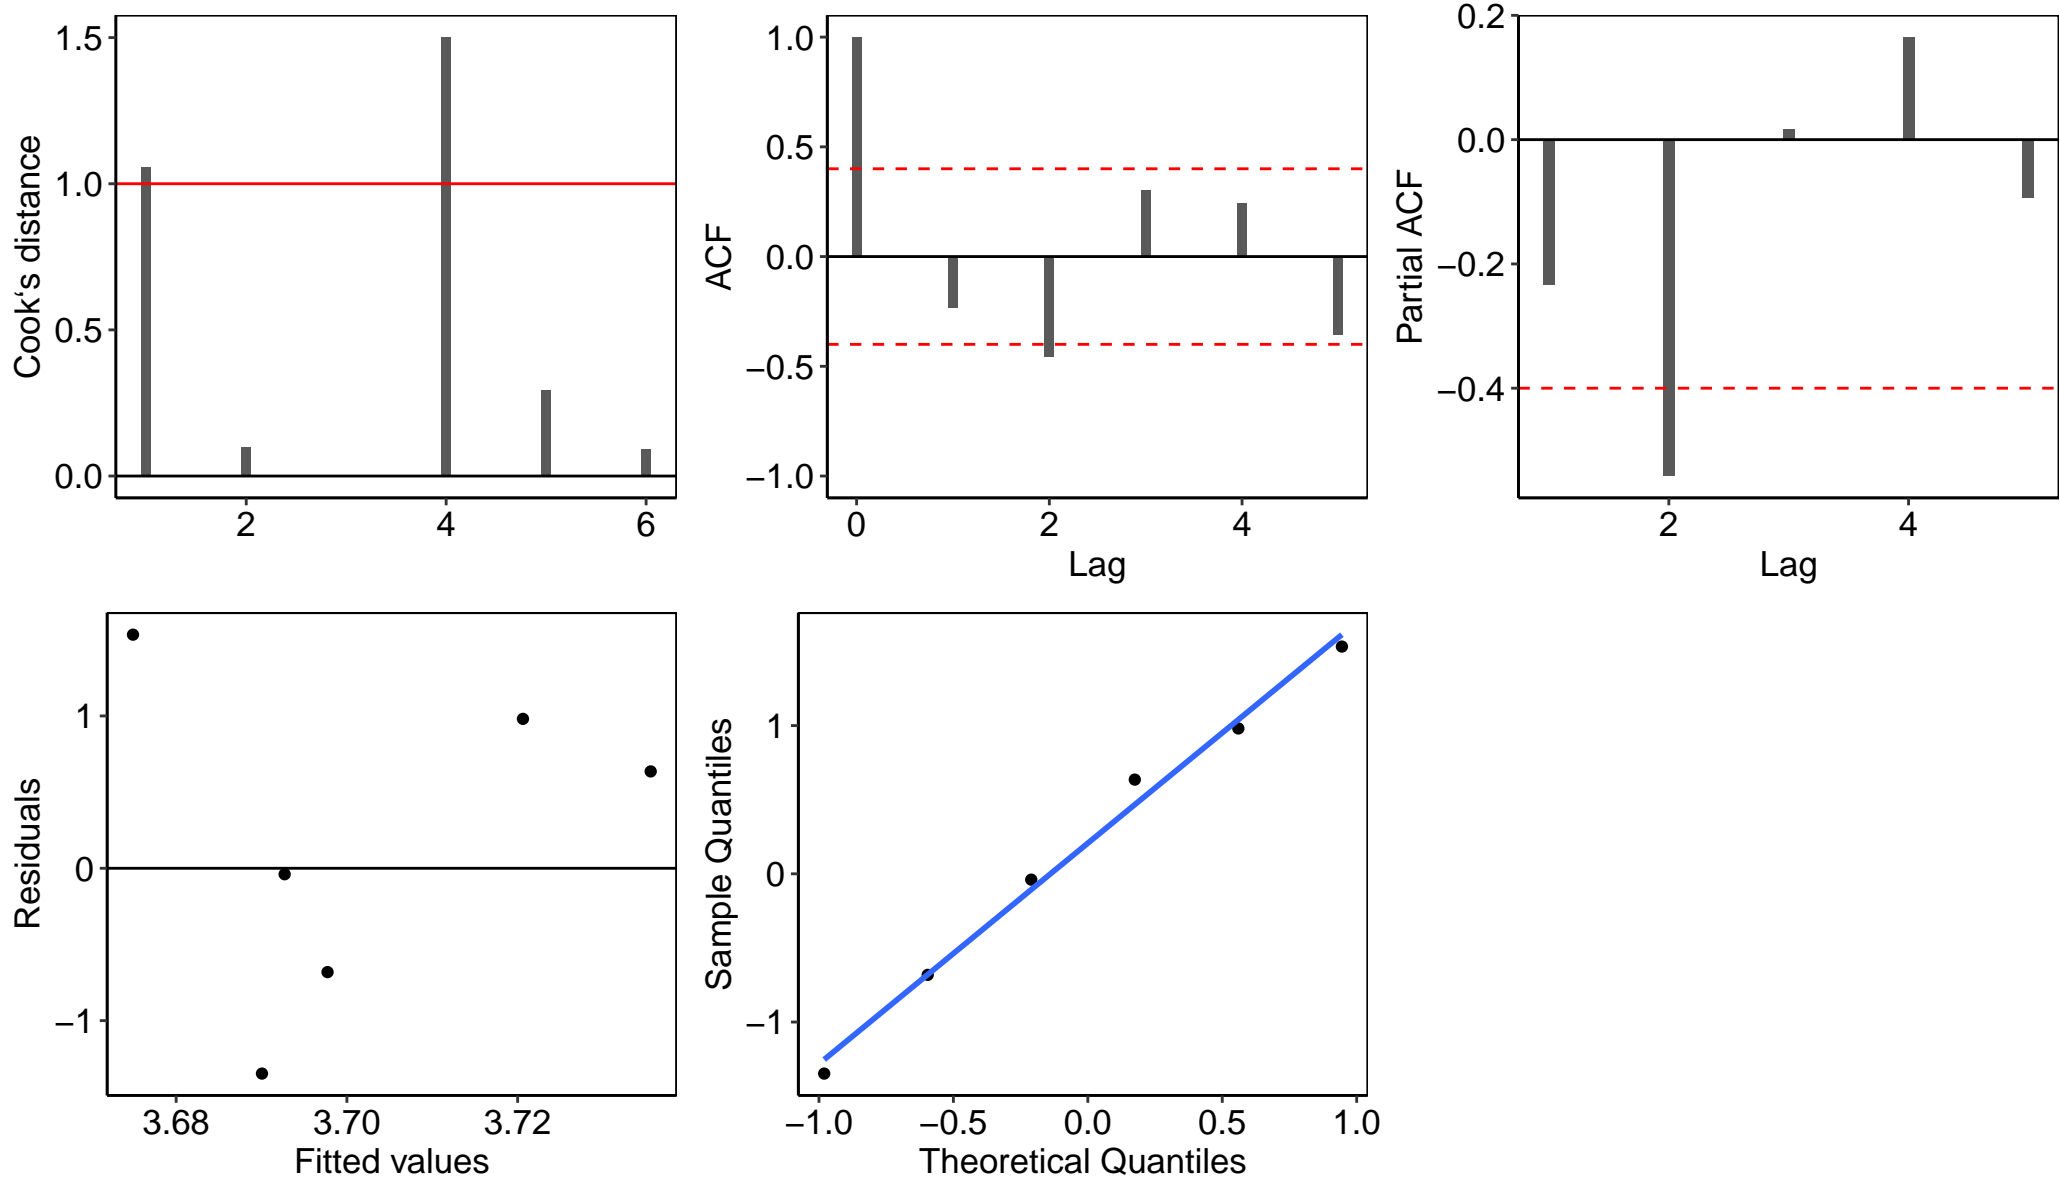 Cook‘s distance
1.5
1.0
0.5
0.0
2 4 6
ACF
1.0
0.5
0.0
−0.5
−1.0
0 2 4
Lag
Partial ACF
0.2
0.0
−0.2
−0.4
2 4
Lag
Residuals
1
0
−1
3.68 3.70 3.72
Fitted values
Sample Quantiles
1
0
−1
−1.0 −0.5 0.0 0.5 1.0
Theoretical Quantiles